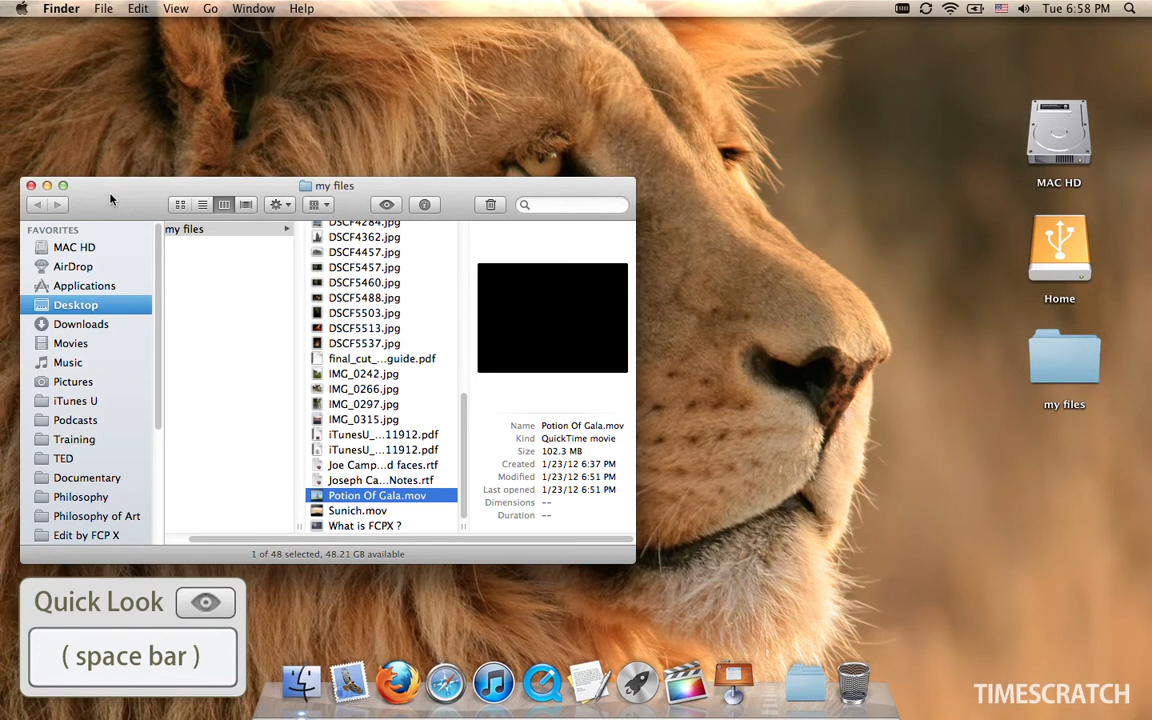 Finder File Edit View Go Window Help
Tue 6:58 PM
my files
FAVORITES
MAC HD
AirDrop
Applications
Desktop
Downloads
Movies
Music
Pictures
iTunes U
Podcasts
Training
TED
Documentary
Philosophy
Philosophy of Art
Edit by FCP X
my files
DSCF4284.jpg
DSCF4362.jpg
DSCF4457.jpg
DSCF5457.jpg
DSCF5460.jpg
DSCF5488.jpg
DSCF5503.jpg
DSCF5513.jpg
DSCF5537.jpg
final_cut_...guide.pdf
IMG_0242.jpg
IMG_0266.jpg
IMG_0297.jpg
IMG_0315.jpg
iTunesU_...11912.pdf
iTunesU_...11912.pdf
Joe Camp...d faces.rtf
Joseph Ca...Notes.rtf
Potion Of Gala.mov
Sunich.mov
What is FCPX ?
Name Potion Of Gala.mov
Kind QuickTime movie
Size 102.3 MB
Created 1/23/12 6:37 PM
Modified 1/23/12 6:51 PM
Last opened 1/23/12 6:51 PM
Dimensions --
Duration --
1 of 48 selected, 48.21 GB available
MAC HD
Home
my files
Quick Look
( space bar )
TIMESCRATCH